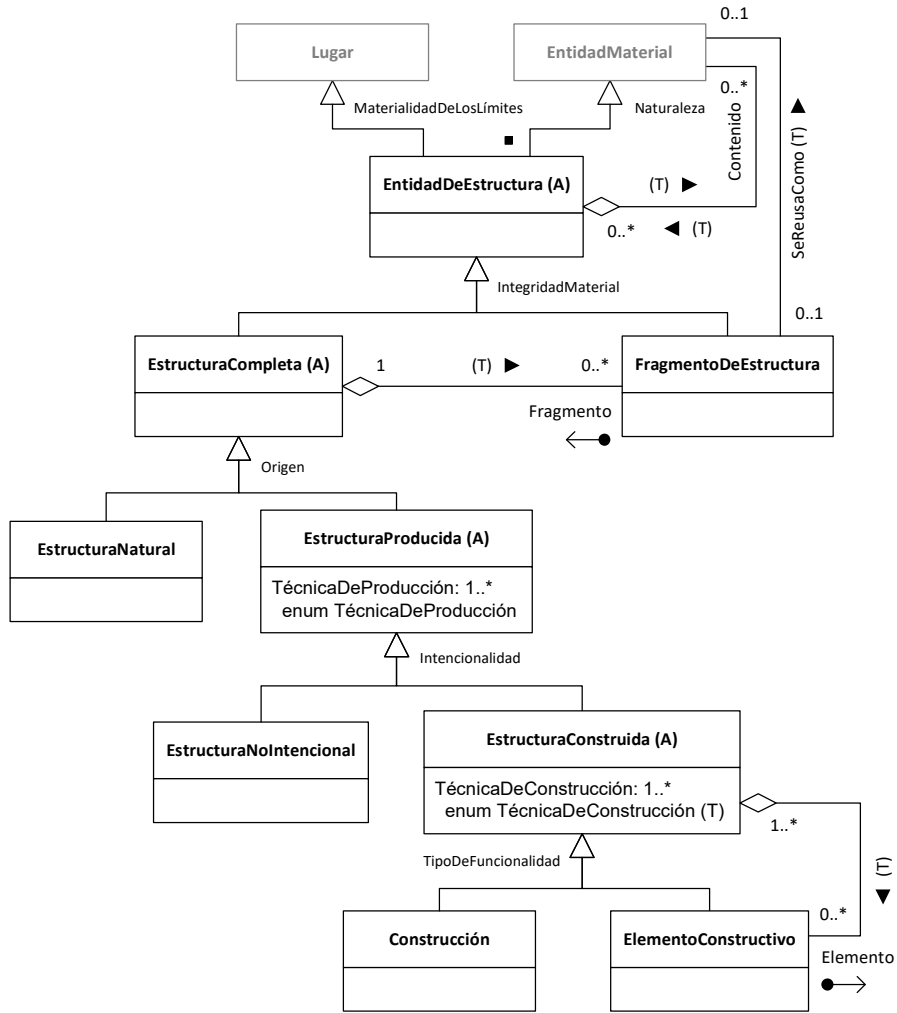 0..1
Lugar
EntidadMaterial
0..*
MaterialidadDeLosLímites
Naturaleza
Contenido
SeReusaComo (T) ▶
EntidadDeEstructura (A)
(T) ▶
0..*
◀ (T)
IntegridadMaterial
0..1
EstructuraCompleta (A)
1
(T) ▶
0..*
FragmentoDeEstructura
Fragmento
Origen
EstructuraNatural
EstructuraProducida (A)
TécnicaDeProducción: 1..*
enum TécnicaDeProducción
Intencionalidad
EstructuraNoIntencional
EstructuraConstruida (A)
TécnicaDeConstrucción: 1..*
enum TécnicaDeConstrucción (T)
1..*
TipoDeFuncionalidad
◀ (T)
0..*
Construcción
ElementoConstructivo
Elemento